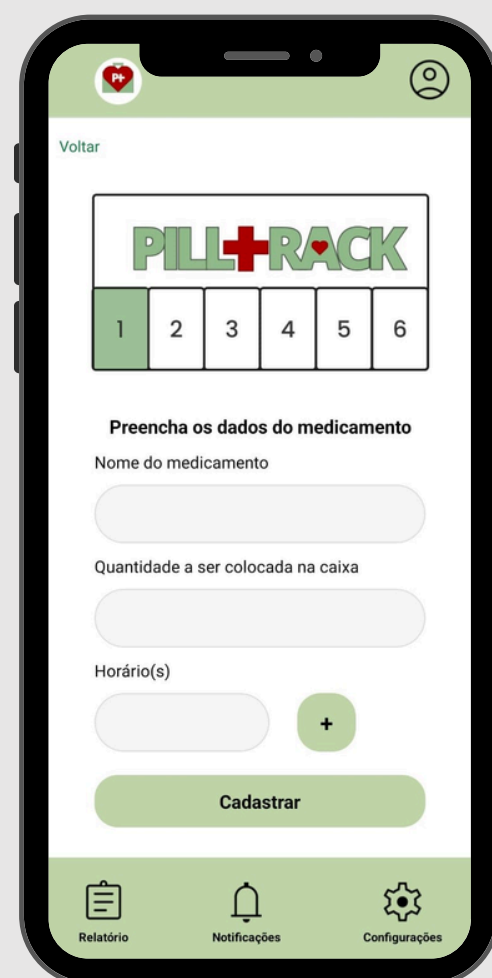 P+
Voltar
PILL+RACK
1 2 3 4 5 6
Preencha os dados do medicamento
Nome do medicamento
Quantidade a ser colocada na caixa
Horário(s)
+
Cadastrar
Relatório Notificações Configurações